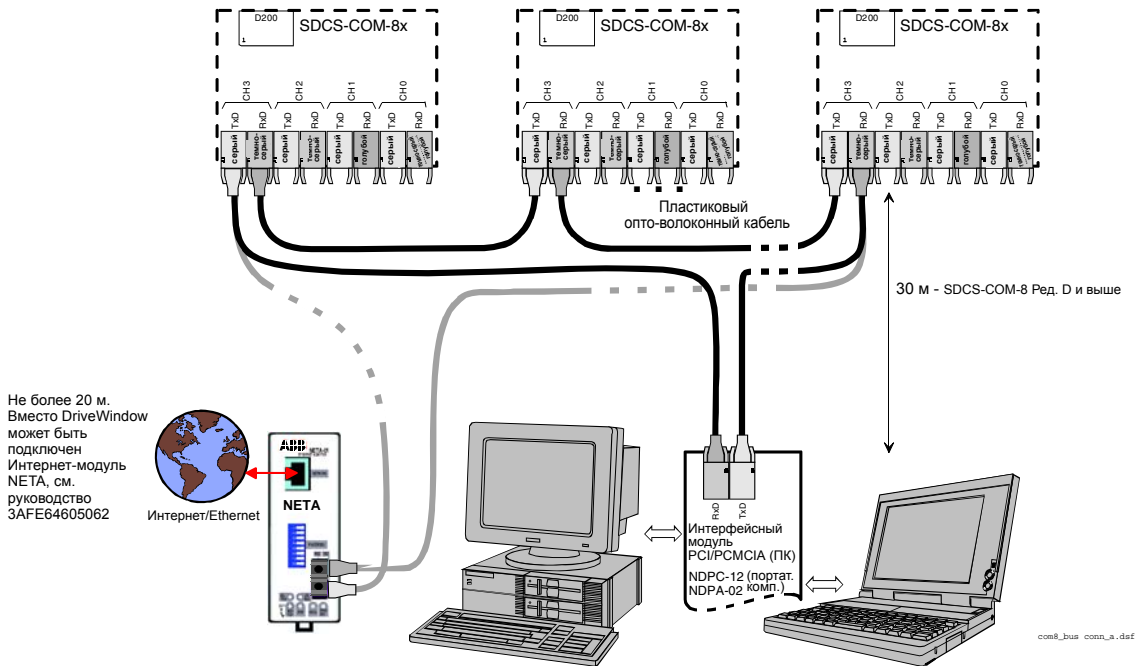 D200
1
SDCS-COM-8x
D200
1
SDCS-COM-8x
D200
1
SDCS-COM-8x
CH3
CH2
CH1
CH0
CH3
CH2
CH1
CH0
CH3
CH2
CH1
CH0
TxD
RxD
TxD
RxD
TxD
RxD
TxD
RxD
TxD
RxD
TxD
RxD
TxD
RxD
TxD
RxD
TxD
RxD
TxD
RxD
TxD
RxD
TxD
RxD
серый
темно-
серый
серый
Темно-
серый
серый
голубой
серый
серый
темно-
серый
серый
Темно-
серый
серый
голубой
серый
серый
темно-
серый
серый
Темно-
серый
серый
голубой
серый
Пластиковый
опто-волоконный кабель
30 м - SDCS-COM-8 Ред. D и выше
Не более 20 м.
Вместо DriveWindow
может быть
подключен
Интернет-модуль
NETA, см.
руководство
3AFE64605062
Интернет/Ethernet
ABB
NETA-01
NETA
RxD
TxD
Интерфейсный
модуль
PCI/PCMCIA (ПК)
NDPC-12 (портат.
NDPA-02 комп.)
com8_bus conn_a.dsf